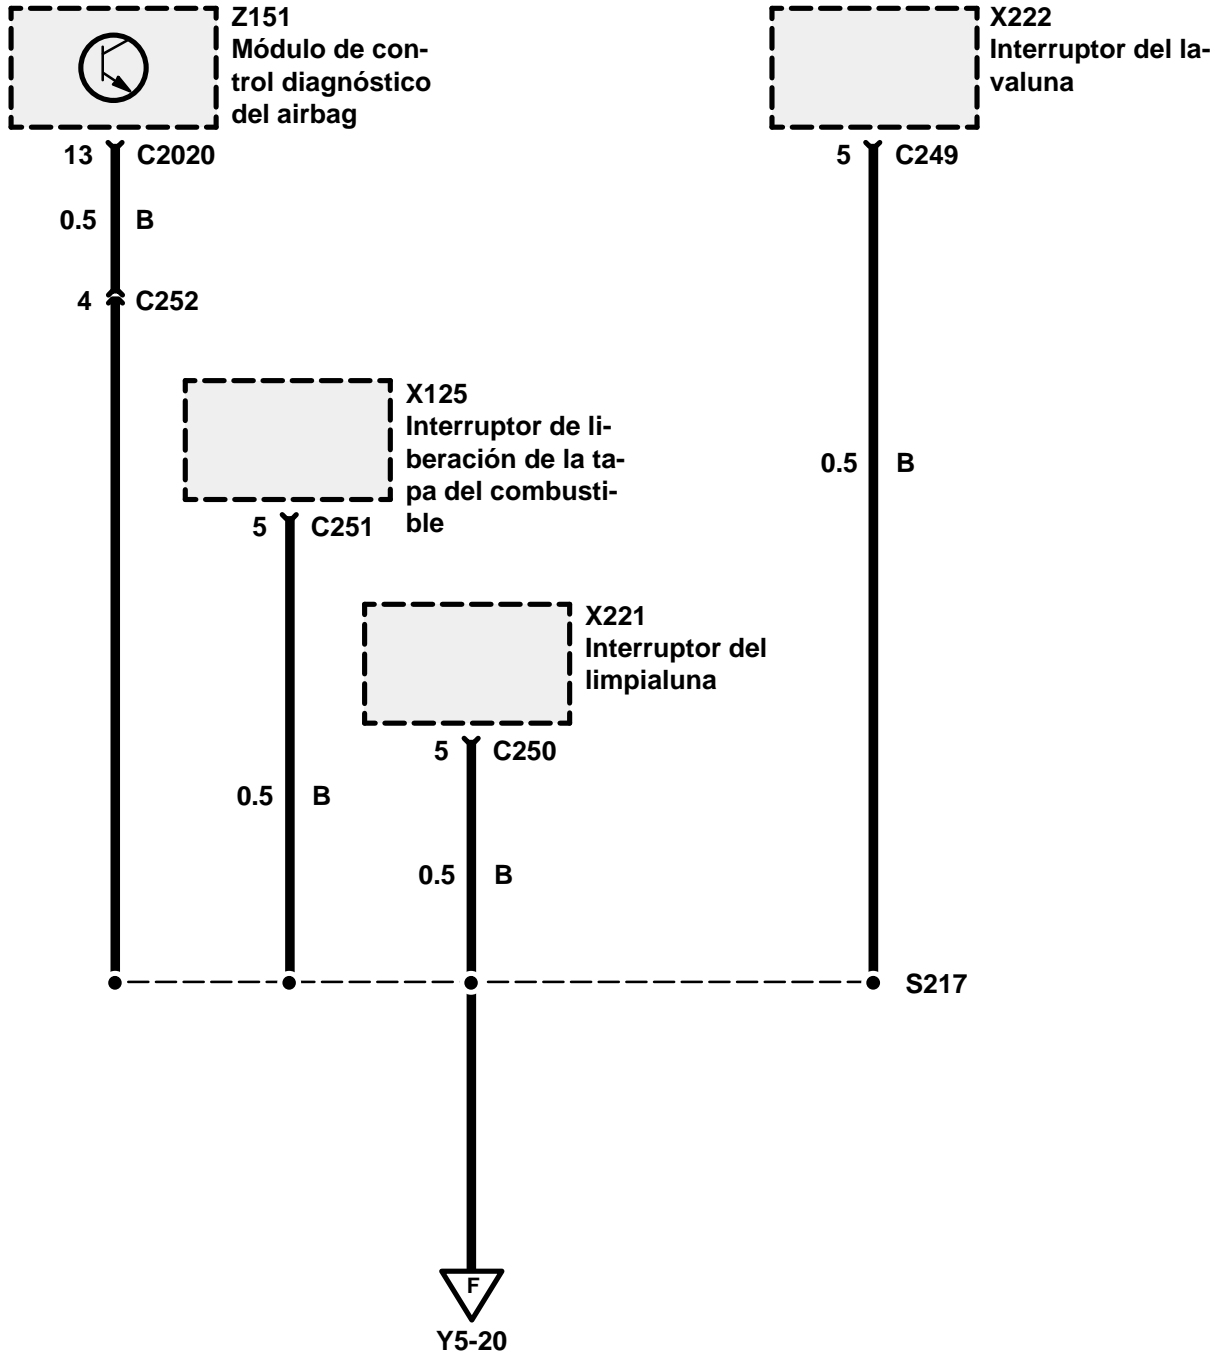 Z151
Módulo de con-
trol diagnóstico
del airbag
X222
Interruptor del la-
valuna
13 C2020
5 C249
0.5 B
4 C252
X125
Interruptor de li-
beración de la ta-
pa del combusti-
ble
0.5 B
5 C251
X221
Interruptor del
limpialuna
5 C250
0.5 B
0.5 B
S217
F
Y5-20